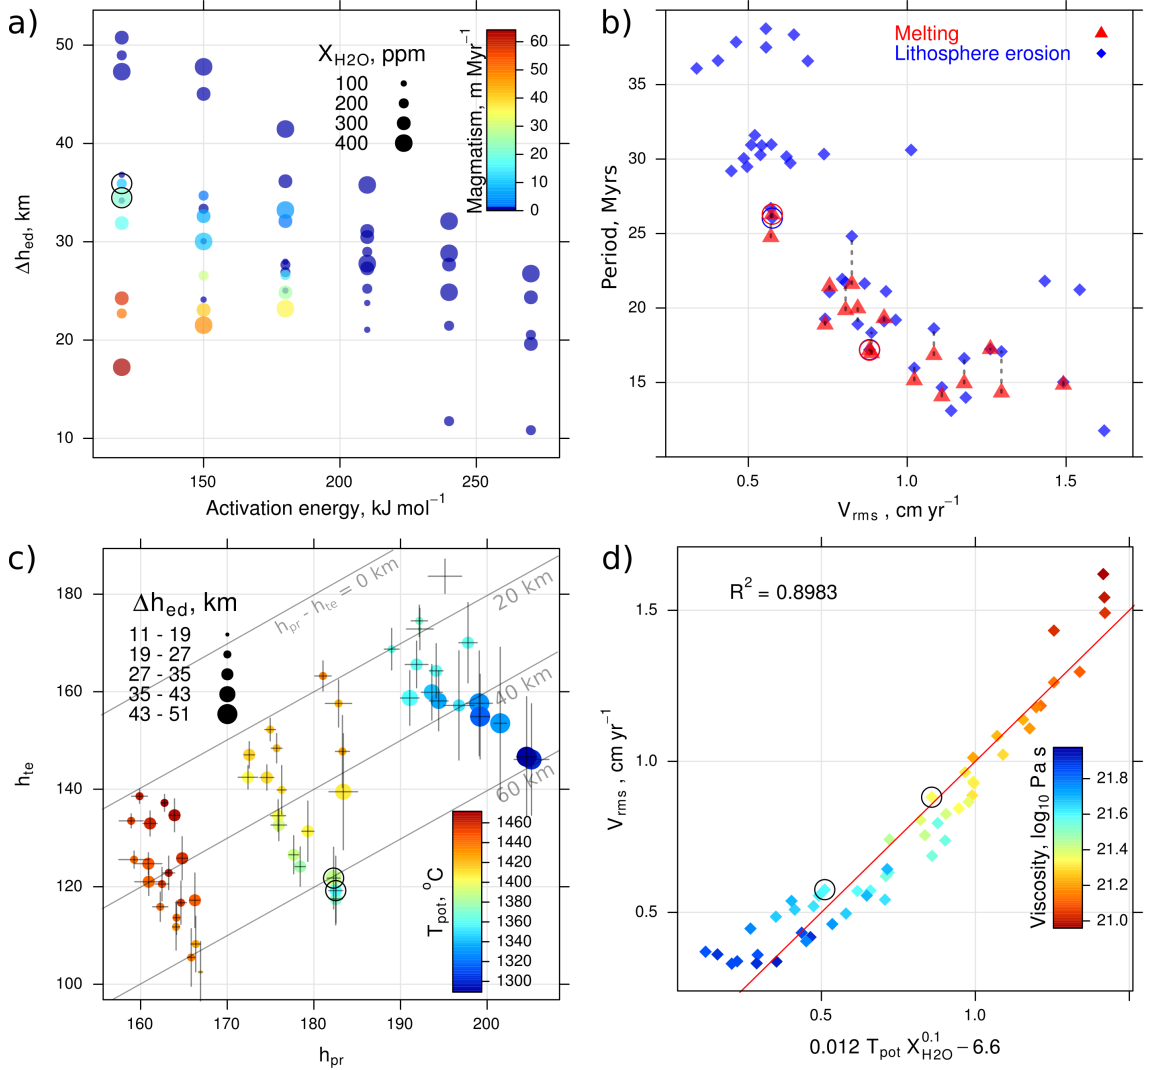 a)
50
40
30
20
10
Δh_ed, km
150
200
250
Activation energy, kJ mol⁻¹
X_H2O, ppm
100
200
300
400
Magmatism, m Myr⁻¹
60
50
40
30
20
10
0
b)
35
30
25
20
15
Period, Myrs
0.5
1.0
1.5
V_rms , cm yr⁻¹
Melting
Lithosphere erosion
c)
180
160
140
120
100
h_te
160
170
180
190
200
h_pr
Δh_ed, km
11 - 19
19 - 27
27 - 35
35 - 43
43 - 51
h_pr - h_te = 0 km
20 km
40 km
60 km
T_pot, °C
1460
1440
1420
1400
1380
1360
1340
1320
1300
d)
R² = 0.8983
1.5
1.0
0.5
V_rms , cm yr⁻¹
0.5
1.0
0.012 T_pot X_H2O^0.1 − 6.6
Viscosity, log₁₀ Pa s
21.8
21.6
21.4
21.2
21.0